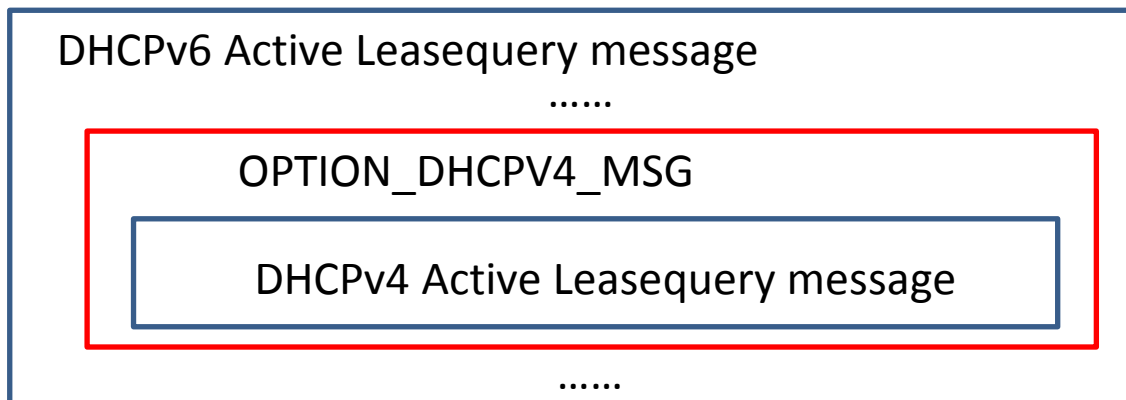 DHCPv6 Active Leasequery message
......
OPTION_DHCPV4_MSG
DHCPv4 Active Leasequery message
......